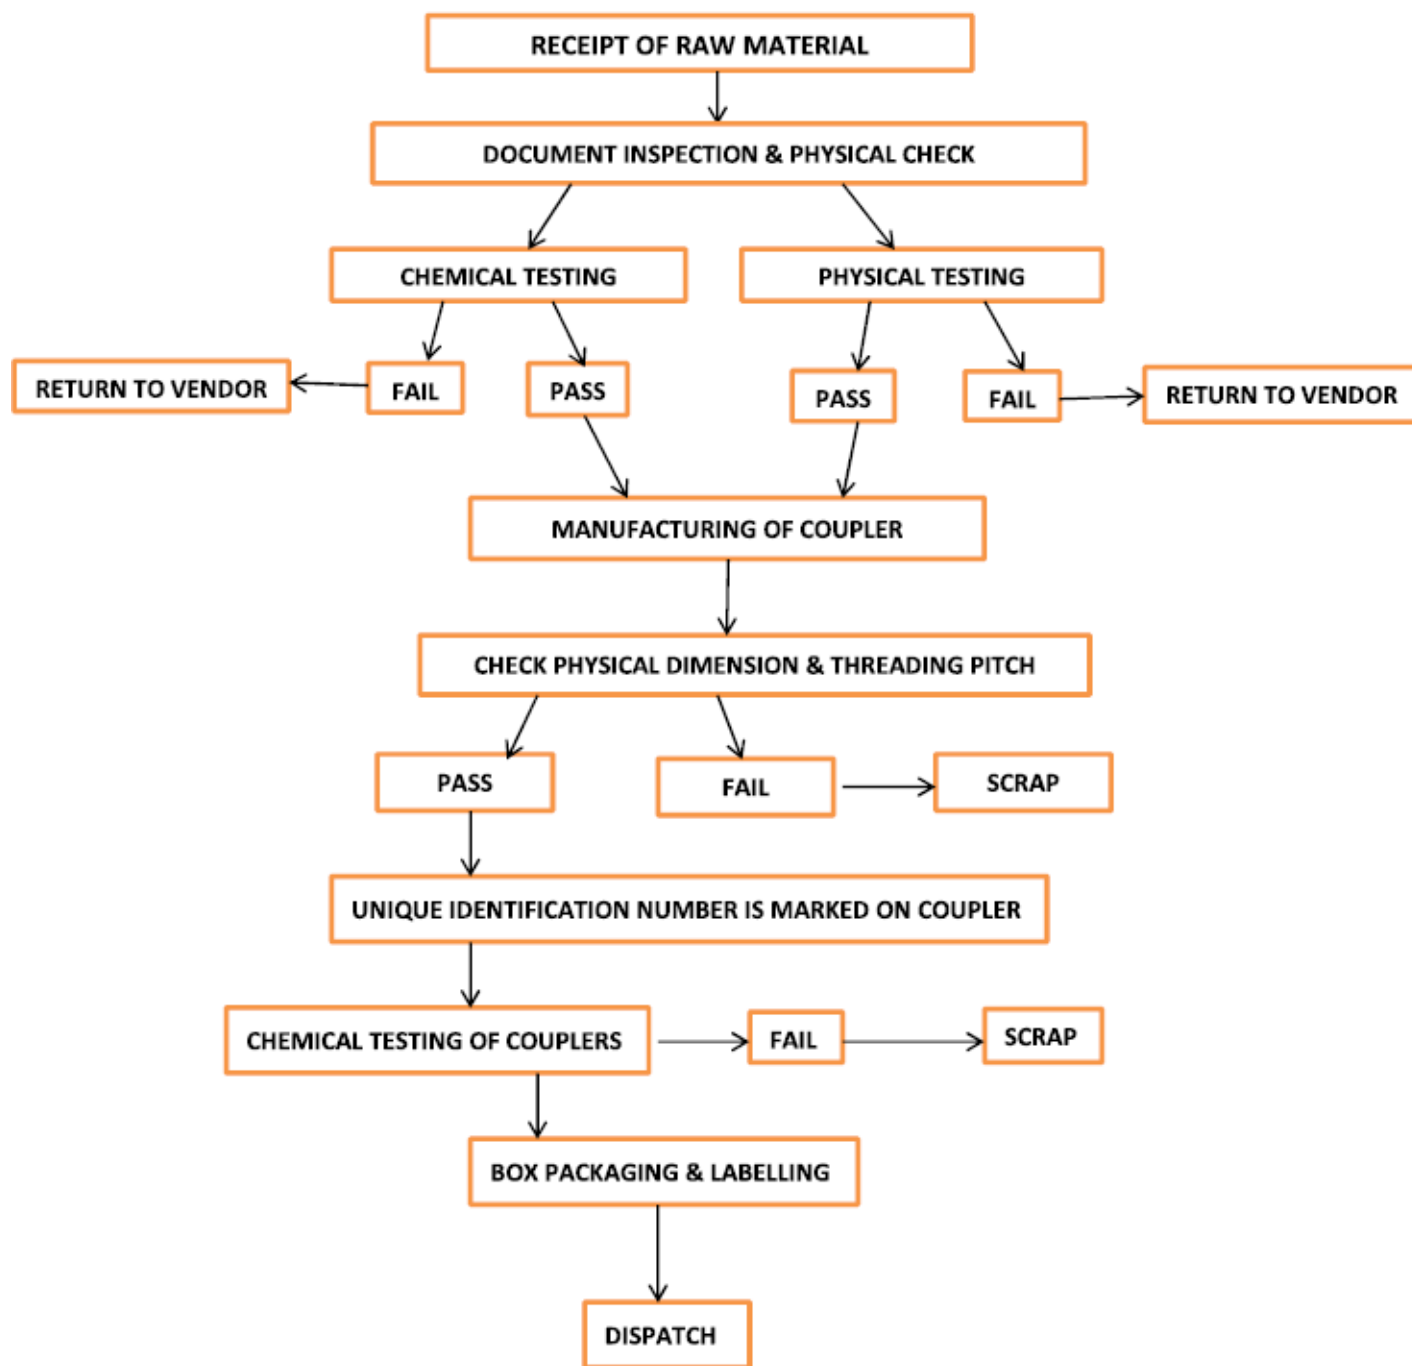 RECEIPT OF RAW MATERIAL
DOCUMENT INSPECTION & PHYSICAL CHECK
CHEMICAL TESTING
PHYSICAL TESTING
RETURN TO VENDOR
FAIL
PASS
PASS
FAIL
RETURN TO VENDOR
MANUFACTURING OF COUPLER
CHECK PHYSICAL DIMENSION & THREADING PITCH
PASS
FAIL
SCRAP
UNIQUE IDENTIFICATION NUMBER IS MARKED ON COUPLER
CHEMICAL TESTING OF COUPLERS
FAIL
SCRAP
BOX PACKAGING & LABELLING
DISPATCH